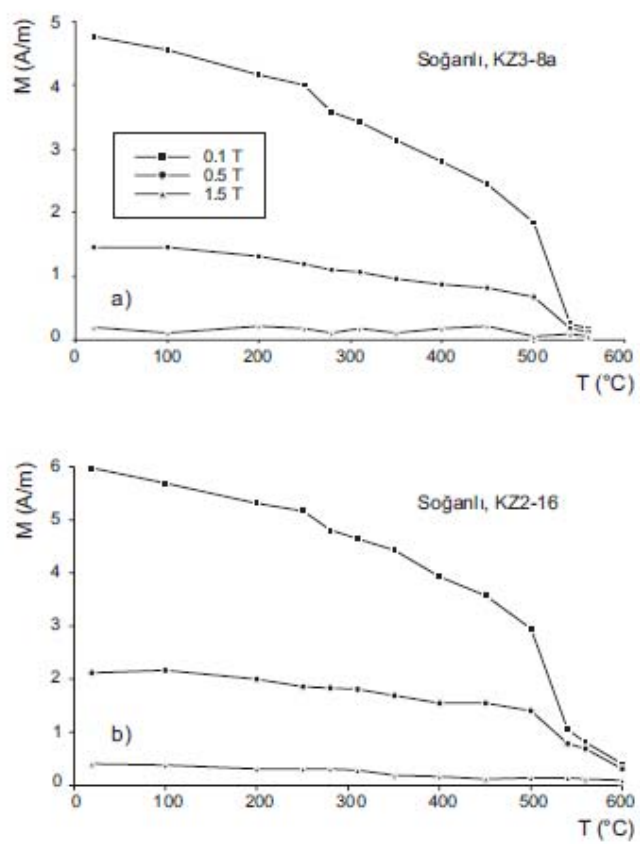 M (A/m)
5
4
3
2
1
0
Soğanlı, KZ3-8a
0.1 T
0.5 T
1.5 T
a)
0 100 200 300 400 500 600
T (°C)
M (A/m)
6
5
4
3
2
1
0
Soğanlı, KZ2-16
b)
0 100 200 300 400 500 600
T (°C)